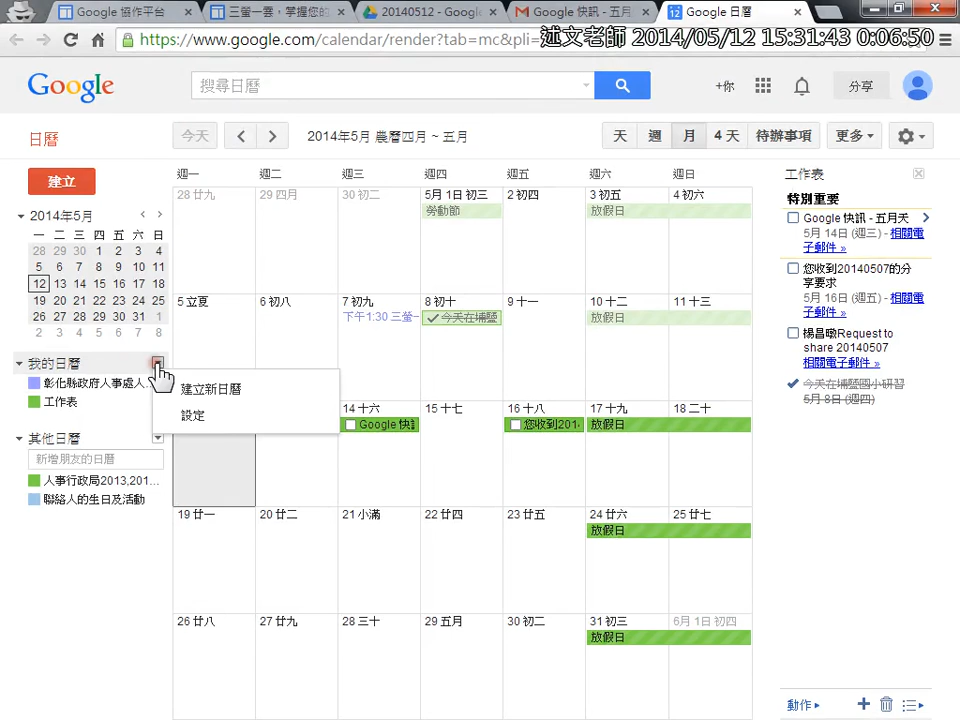 Google 協作平台
三螢一雲，掌握您的
20140512 - Google
Gmail Google 快訊 - 五月
Google 日曆
https://www.google.com/calendar/render?tab=mc&pli=
述文老師 2014/05/12 15:31:43 0:06:50
Google
搜尋日曆
+你
分享
日曆
今天
2014年5月 農曆四月 ~ 五月
天 週 月 4 天 待辦事項
更多
建立
2014年5月
一 二 三 四 五 六 日
28 29 30 1 2 3 4
5 6 7 8 9 10 11
12 13 14 15 16 17 18
19 20 21 22 23 24 25
26 27 28 29 30 31 1
2 3 4 5 6 7 8
我的日曆
彰化縣政府人事處人...
工作表
建立新日曆
設定
其他日曆
新增朋友的日曆
人事行政局2013,201...
聯絡人的生日及活動
週一 週二 週三 週四 週五 週六 週日
28 廿九 29 四月 30 初二 5月 1日 初三 2 初四 3 初五 4 初六
勞動節 放假日
5 立夏 6 初八 7 初九 8 初十 9 十一 10 十二 11 十三
下午1:30 三螢一 今天在埔鹽 放假日
14 十六 15 十七 16 十八 17 十九 18 二十
Google 快訊 您收到201 放假日
19 廿一 20 廿二 21 小滿 22 廿四 23 廿五 24 廿六 25 廿七
放假日
26 廿八 27 廿九 28 三十 29 五月 30 初二 31 初三 6月 1日 初四
放假日
工作表
特別重要
Google 快訊 - 五月天
5月 14日 (週三) - 相關電
子郵件 »
您收到20140507的分
享要求
5月 16日 (週五) - 相關電
子郵件 »
楊昌暾Request to
share 20140507
相關電子郵件 »
今天在埔鹽國小研習
5月 8日 (週四)
動作